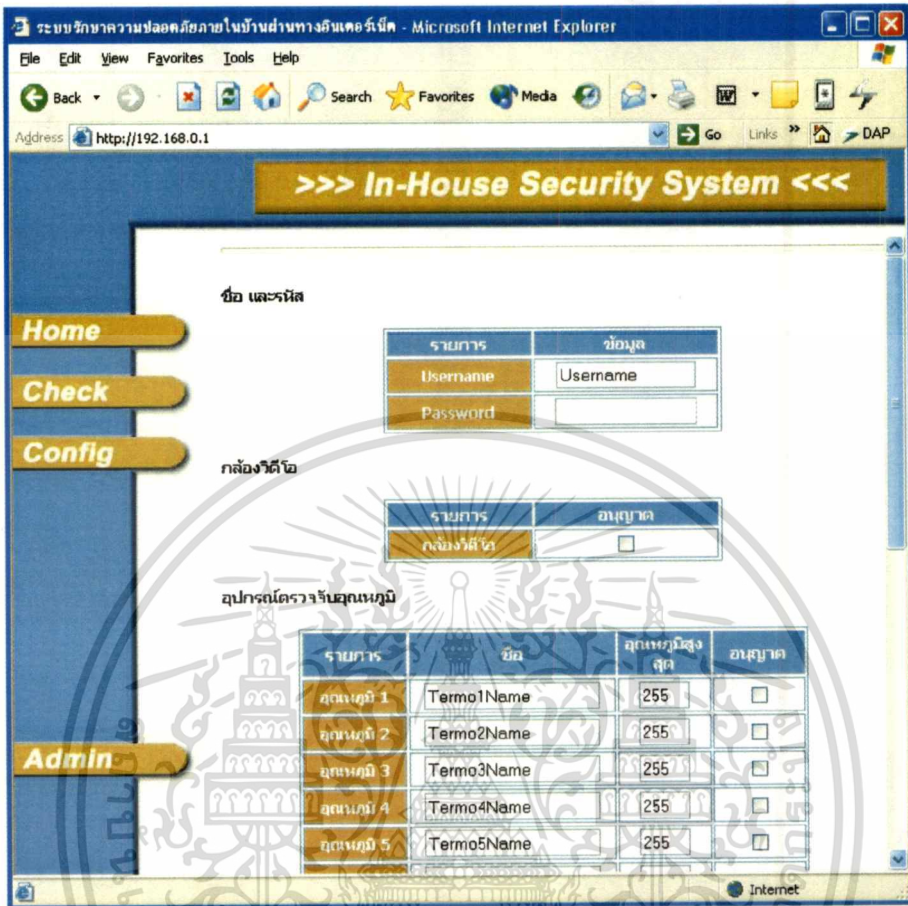 ระบบรักษาความปลอดภัยภายในบ้านผ่านทางอินเตอร์เน็ต - Microsoft Internet Explorer
File Edit View Favorites Tools Help
Back Search Favorites Media
Address http://192.168.0.1 Go Links » DAP
>>> In-House Security System <<<
ชื่อ และรหัส
Home
รายการ ข้อมูล
Username Username
Check
Password
Config
กล้องวิดีโอ
รายการ อนุญาต
กล้องวิดีโอ
อุปกรณ์ตรวจจับอุณหภูมิ
รายการ ชื่อ อุณหภูมิสูงสุด อนุญาต
อุณหภูมิ 1 Termo1Name 255
อุณหภูมิ 2 Termo2Name 255
Admin
อุณหภูมิ 3 Termo3Name 255
อุณหภูมิ 4 Termo4Name 255
อุณหภูมิ 5 Termo5Name 255
Internet